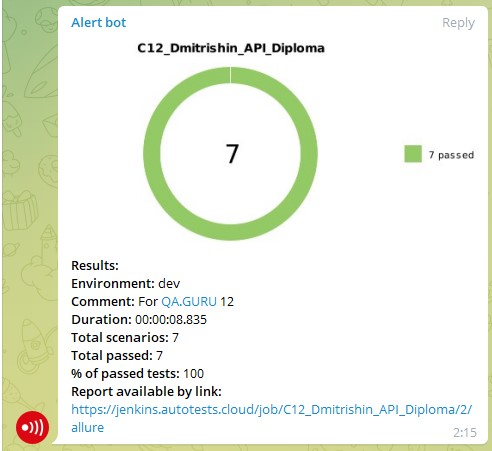 Alert bot
Reply
C12_Dmitrishin_API_Diploma
7
7 passed
Results:
Environment: dev
Comment: For QA.GURU 12
Duration: 00:00:08.835
Total scenarios: 7
Total passed: 7
% of passed tests: 100
Report available by link:
https://jenkins.autotests.cloud/job/C12_Dmitrishin_API_Diploma/2/
allure
2:15